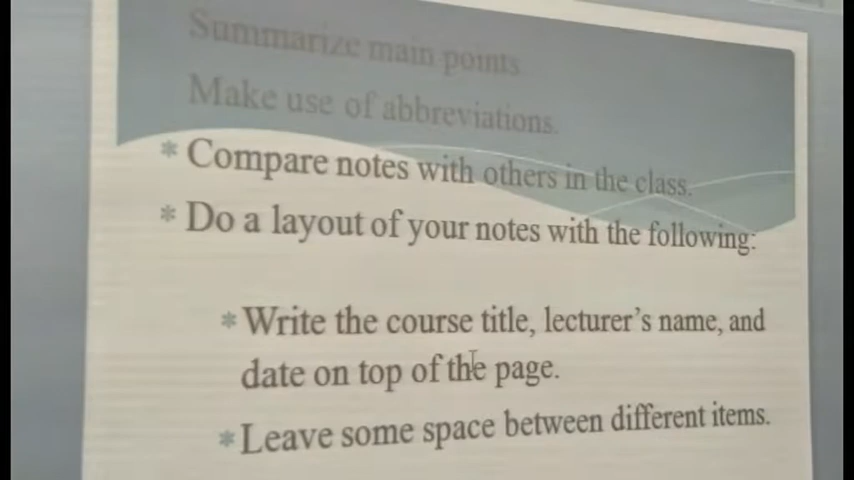 Summarize main points.
Make use of abbreviations.
* Compare notes with others in the class.
* Do a layout of your notes with the following:
* Write the course title, lecturer's name, and
date on top of the page.
* Leave some space between different items.